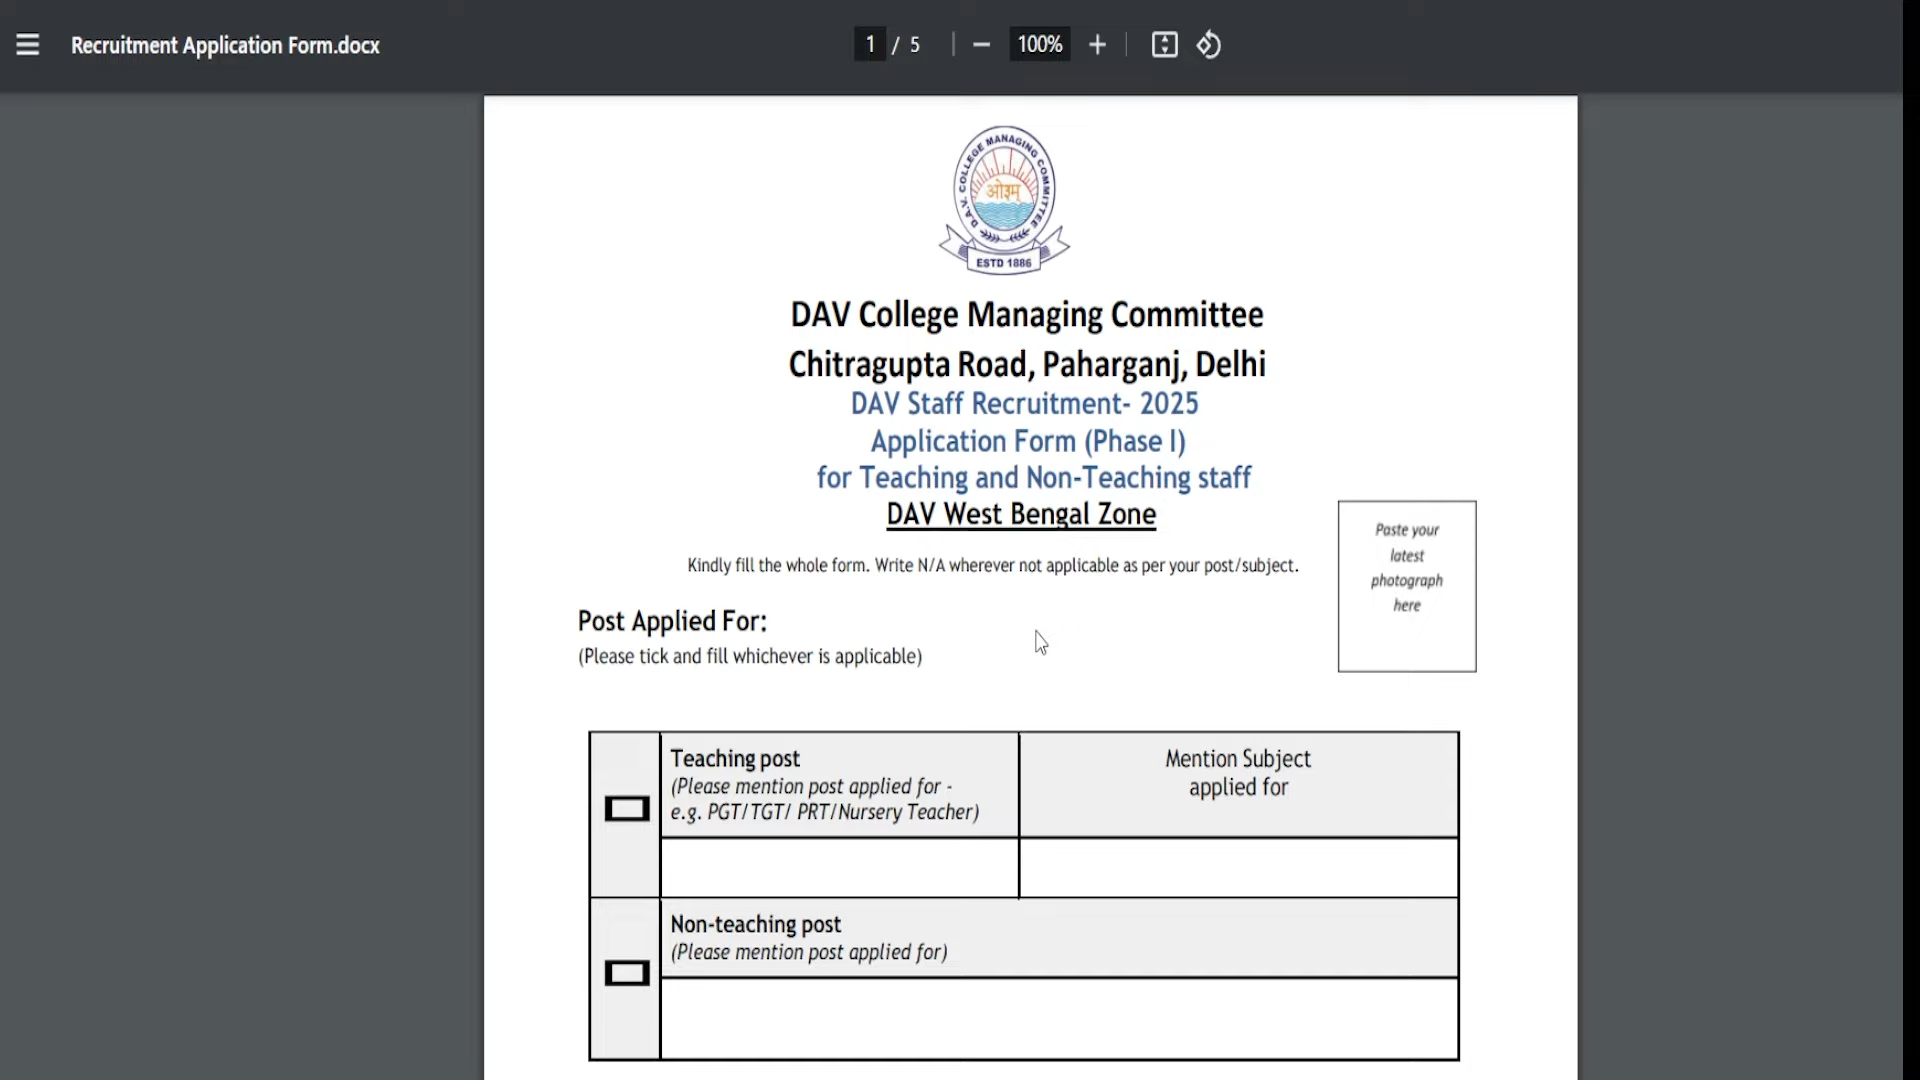 Recruitment Application Form.docx
1 / 5
100%
D.A.V. COLLEGE MANAGING COMMITTEE
ओ३म्
ESTD 1886
DAV College Managing Committee
Chitragupta Road, Paharganj, Delhi
DAV Staff Recruitment- 2025
Application Form (Phase I)
for Teaching and Non-Teaching staff
DAV West Bengal Zone
Paste your
latest
photograph
here
Kindly fill the whole form. Write N/A wherever not applicable as per your post/subject.
Post Applied For:
(Please tick and fill whichever is applicable)
Teaching post
(Please mention post applied for -
e.g. PGT/TGT/ PRT/Nursery Teacher)
Mention Subject
applied for
Non-teaching post
(Please mention post applied for)